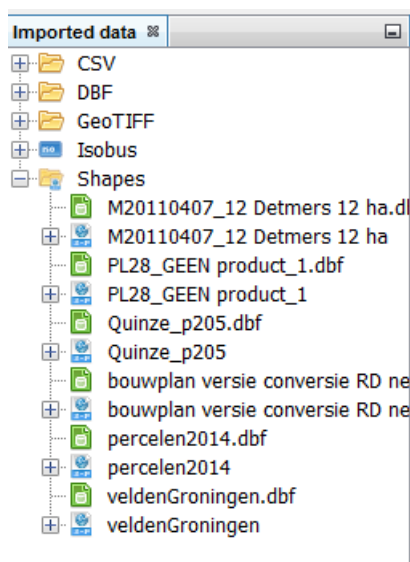 Imported data
CSV
DBF
GeoTIFF
Isobus
Shapes
M20110407_12 Detmers 12 ha.d
M20110407_12 Detmers 12 ha
PL28_GEEN product_1.dbf
PL28_GEEN product_1
Quinze_p205.dbf
Quinze_p205
bouwplan versie conversie RD ne
bouwplan versie conversie RD ne
percelen2014.dbf
percelen2014
veldenGroningen.dbf
veldenGroningen